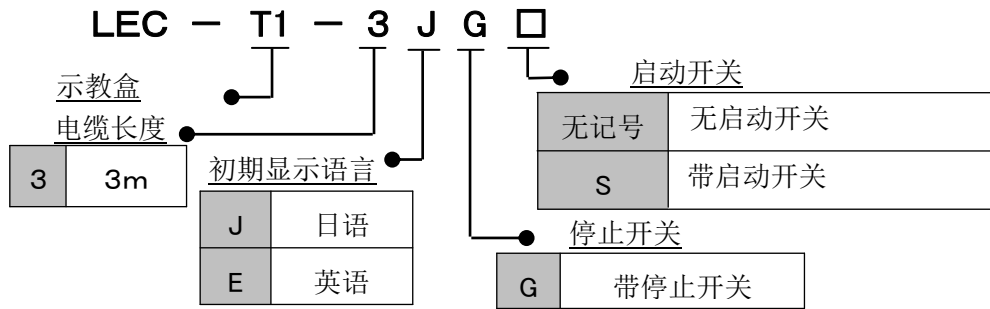 LEC － T1 － 3 J G □
示教盒
电缆长度
3 3m
初期显示语言
J 日语
E 英语
启动开关
无记号 无启动开关
S 带启动开关
停止开关
G 带停止开关